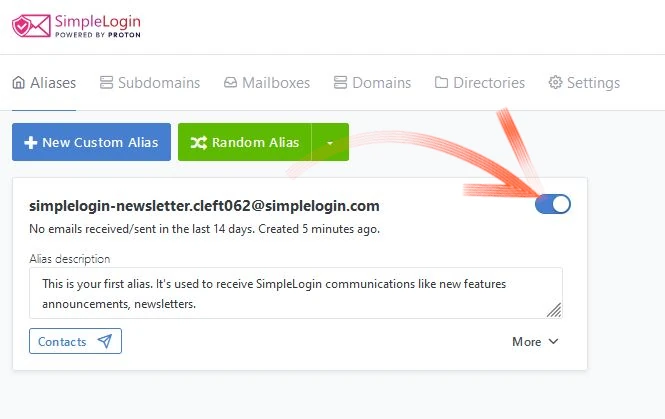 SimpleLogin
POWERED BY PROTON
Aliases Subdomains Mailboxes Domains Directories Settings
New Custom Alias Random Alias
simplelogin-newsletter.cleft062@simplelogin.com
No emails received/sent in the last 14 days. Created 5 minutes ago.
Alias description
This is your first alias. It's used to receive SimpleLogin communications like new features
announcements, newsletters.
Contacts More